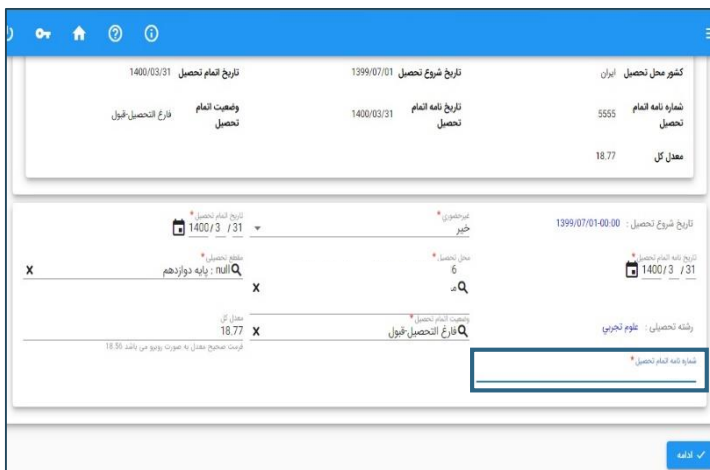 کشور محل تحصیل ایران تاریخ شروع تحصیل 1399/07/01 تاریخ اتمام تحصیل 1400/03/31
شماره نامه اتمام تحصیل 5555 تاریخ نامه اتمام تحصیل 1400/03/31 وضعیت اتمام تحصیل فارغ التحصیل-قبول
معدل کل 18.77
تاریخ شروع تحصیل : 1399/07/01-00:00
غیرحضوری *
خیر
تاریخ اتمام تحصیل *
1400/3 /31
تاریخ نامه اتمام تحصیل *
1400/3 /31
محل تحصیل *
6
مقطع تحصیلی *
null : پایه دوازدهم
X
X
رشته تحصیلی : علوم تجربي
وضعیت اتمام تحصیل *
فارغ التحصیل-قبول
X
معدل کل
18.77
فرمت صحیح معدل به صورت روبرو می باشد 18.56
شماره نامه اتمام تحصیل *
ادامه